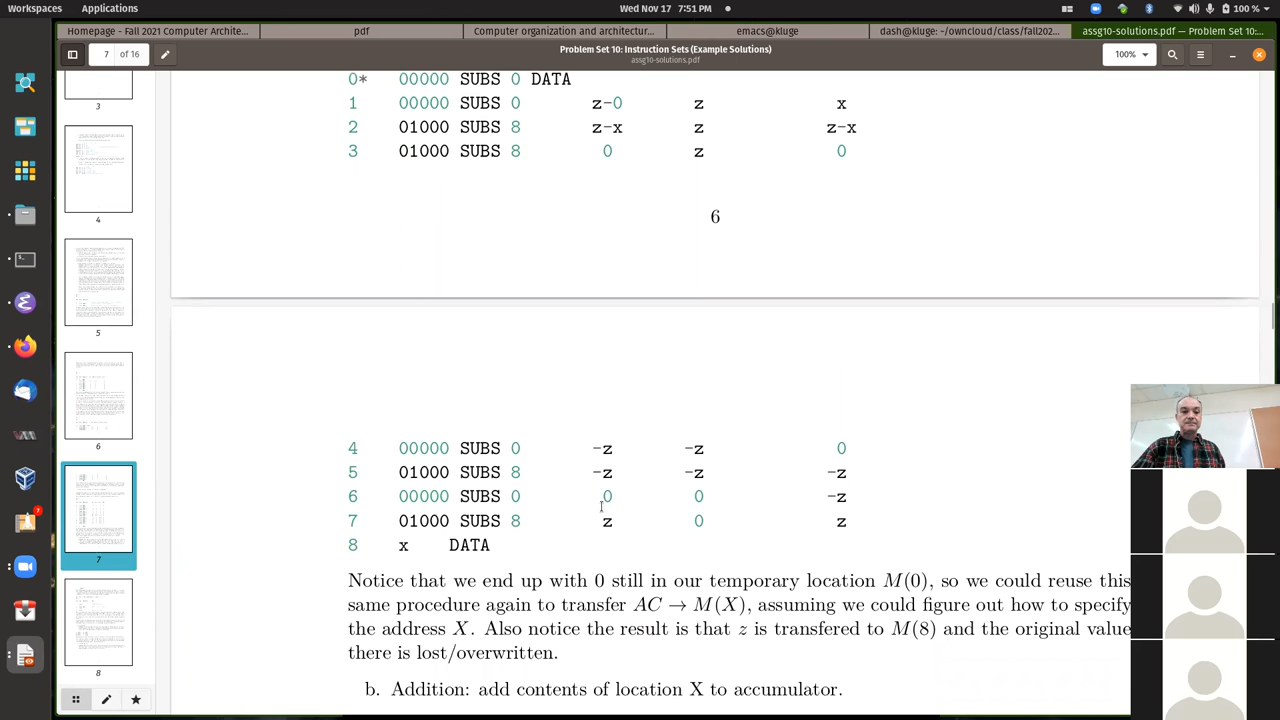 Workspaces Applications Wed Nov 17 7:51 PM 100 %
Homepage - Fall 2021 Computer Archite... pdf Computer organization and architectur... emacs@kluge dash@kluge: ~/owncloud/class/fall202... assg10-solutions.pdf — Problem Set 10:...
7 of 16 Problem Set 10: Instruction Sets (Example Solutions) 100%
assg10-solutions.pdf
0* 00000 SUBS 0 DATA
1 00000 SUBS 0 z-0 z x
2 01000 SUBS 8 z-x z z-x
3 01000 SUBS 8 0 z 0
6
4 00000 SUBS 0 -z -z 0
5 01000 SUBS 8 -z -z -z
6 00000 SUBS 0 0 0 -z
7 01000 SUBS 8 z 0 z
8 x DATA
Notice that we end up with 0 still in our temporary location M(0), so we could reuse this
same procedure again to transfer AC → M(X), assuming we could figure out how to specify
the address X. Also notice the result is that z is transfered to M(8) and the original value
there is lost/overwritten.
b. Addition: add contents of location X to accumulator.
3
4
5
6
7
8